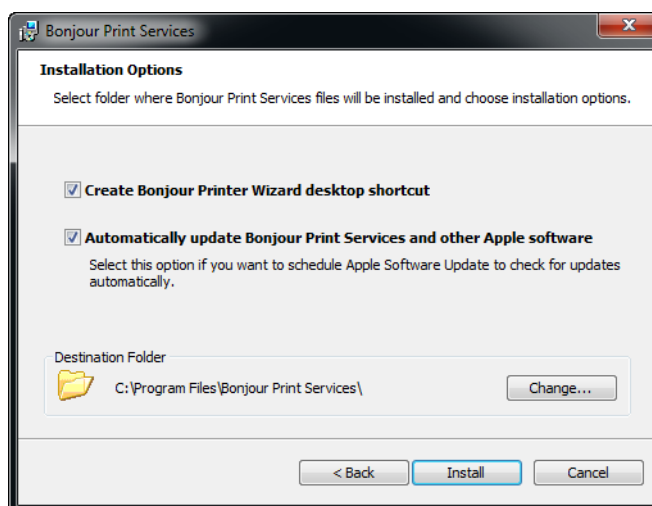 Bonjour Print Services
Installation Options
Select folder where Bonjour Print Services files will be installed and choose installation options.
Create Bonjour Printer Wizard desktop shortcut
Automatically update Bonjour Print Services and other Apple software
Select this option if you want to schedule Apple Software Update to check for updates
automatically.
Destination Folder
C:\Program Files\Bonjour Print Services\
Change...
< Back
Install
Cancel